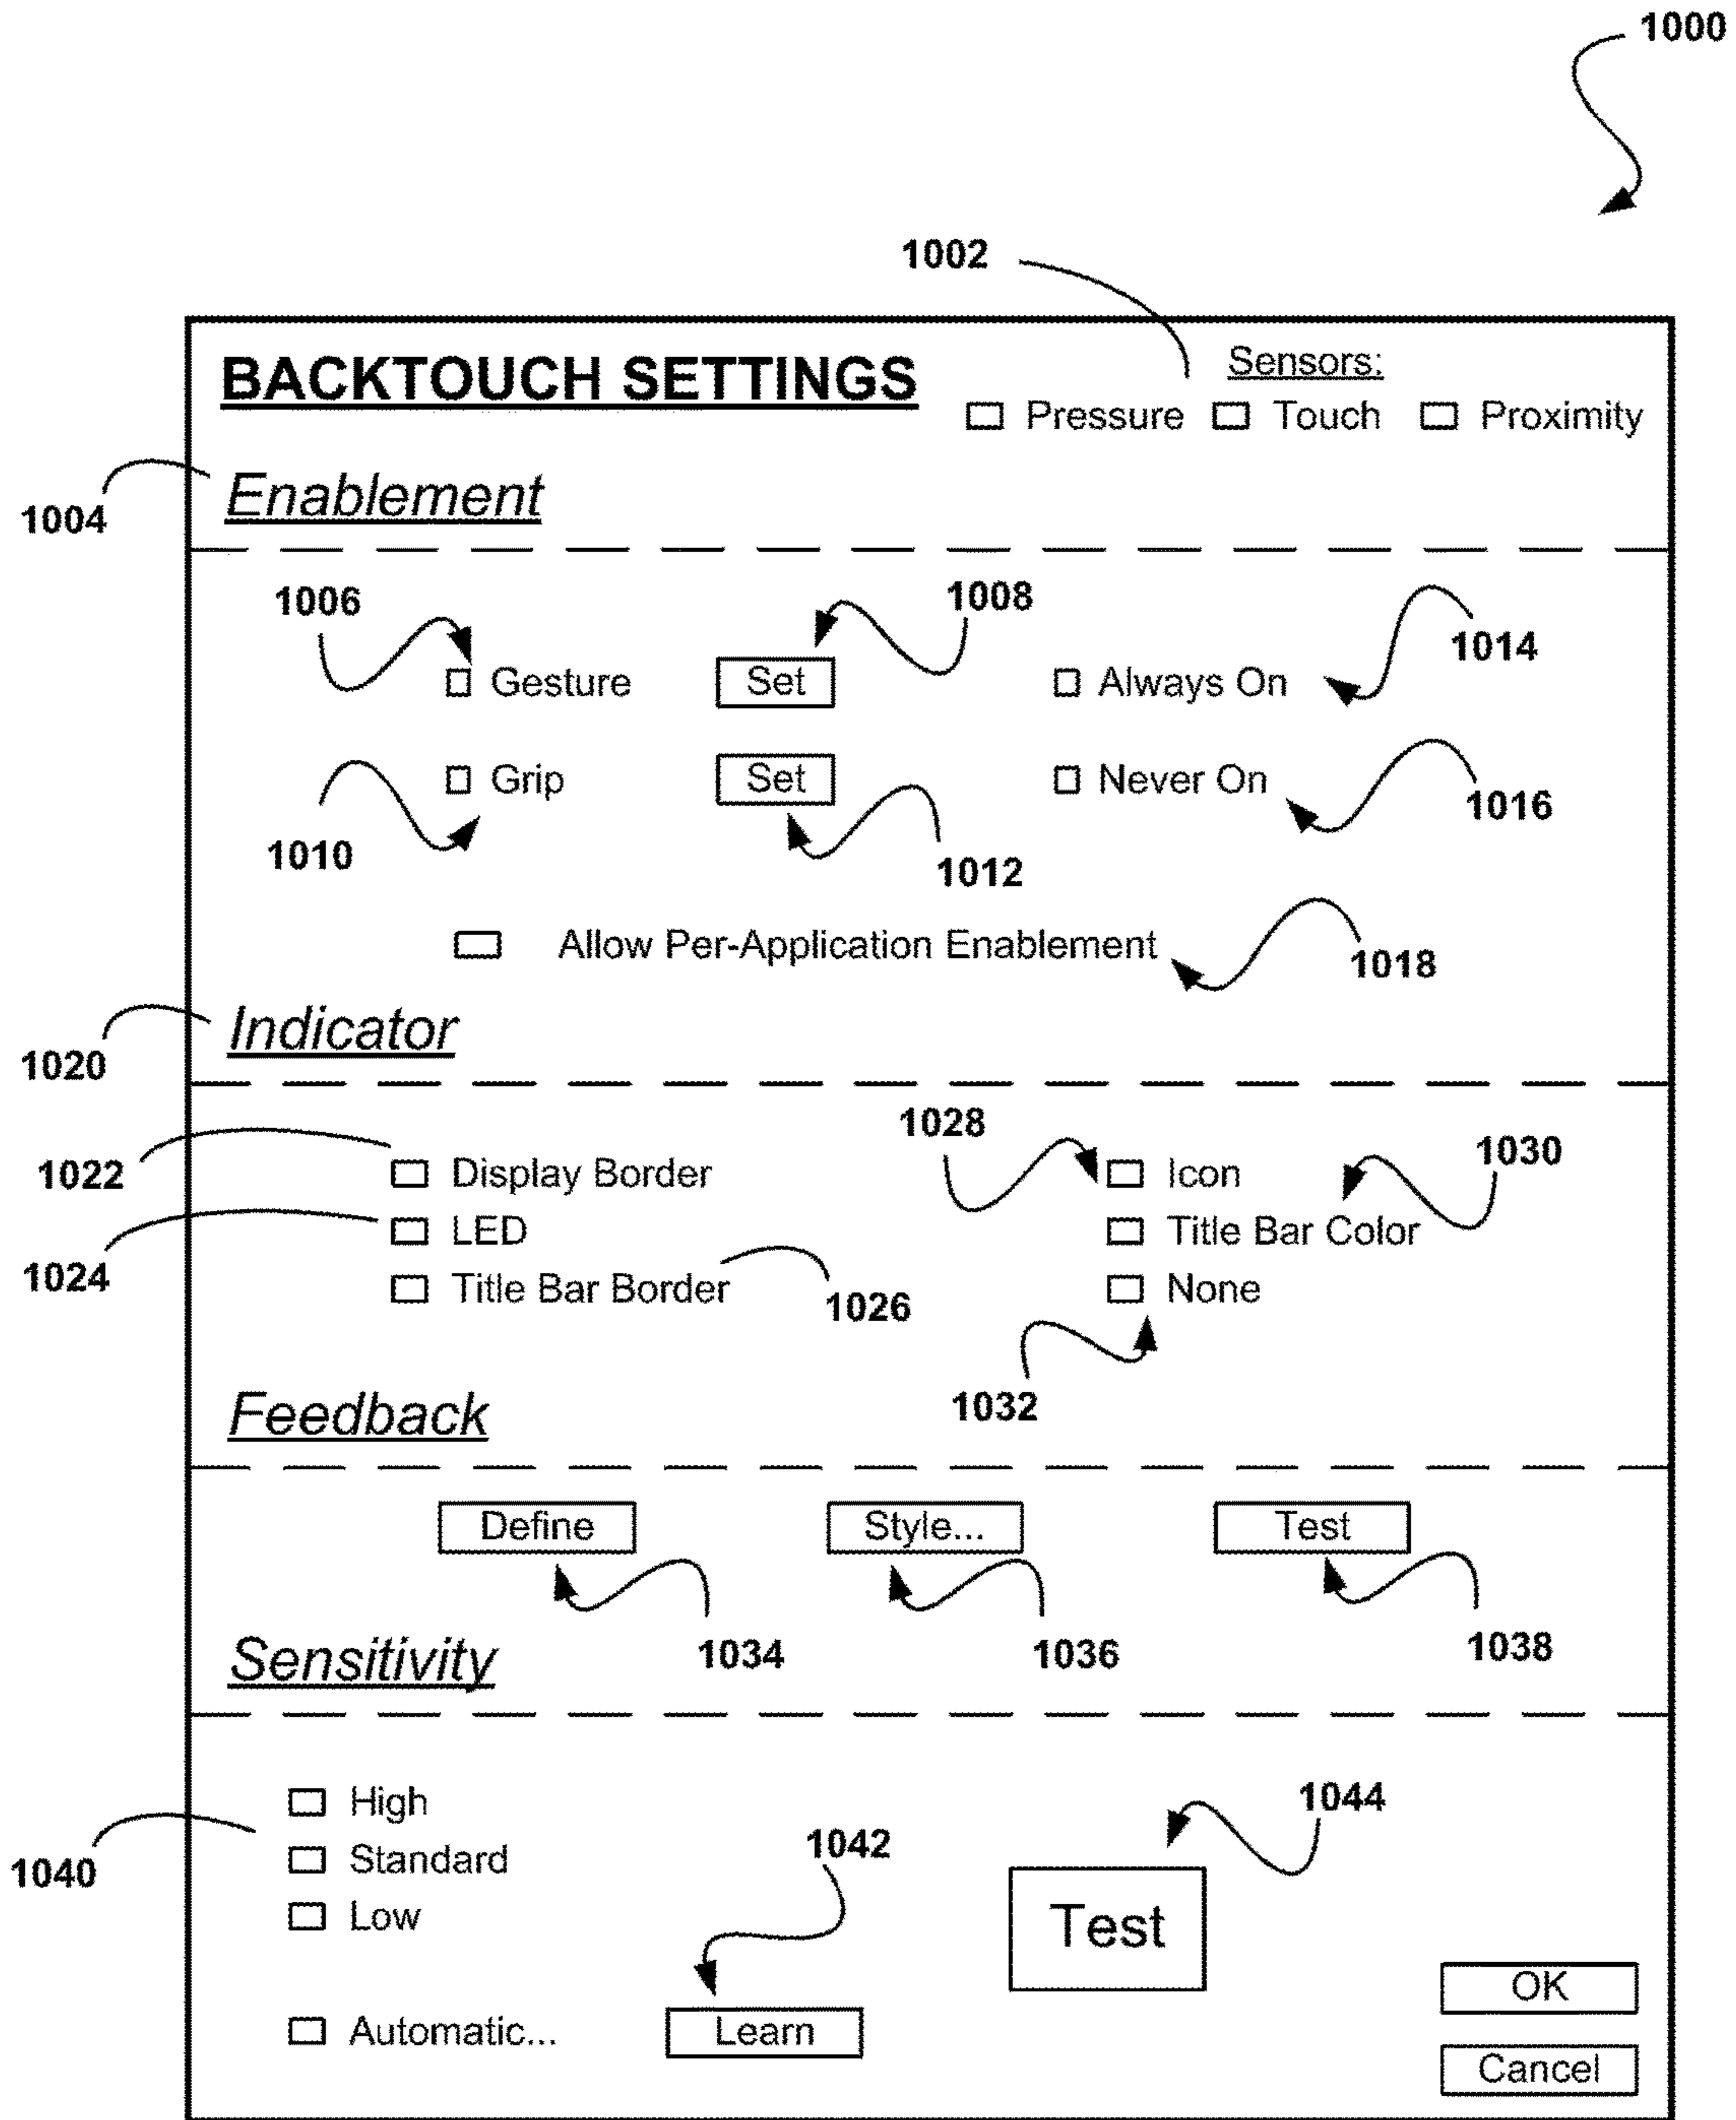 1000
1002
BACKTOUCH SETTINGS
Sensors:
Pressure Touch Proximity
1004
Enablement
1006 1008
1014
Gesture Set Always On
Grip Set Never On
1016
1010 1012
Allow Per-Application Enablement
1018
Indicator
1020
1028
1030
1022
Display Border Icon
LED Title Bar Color
1024
Title Bar Border None
1026
1032
Feedback
Define Style... Test
1034 1036 1038
Sensitivity
High
1044
Standard
1042
1040
Low
Test
OK
Automatic... Learn
Cancel